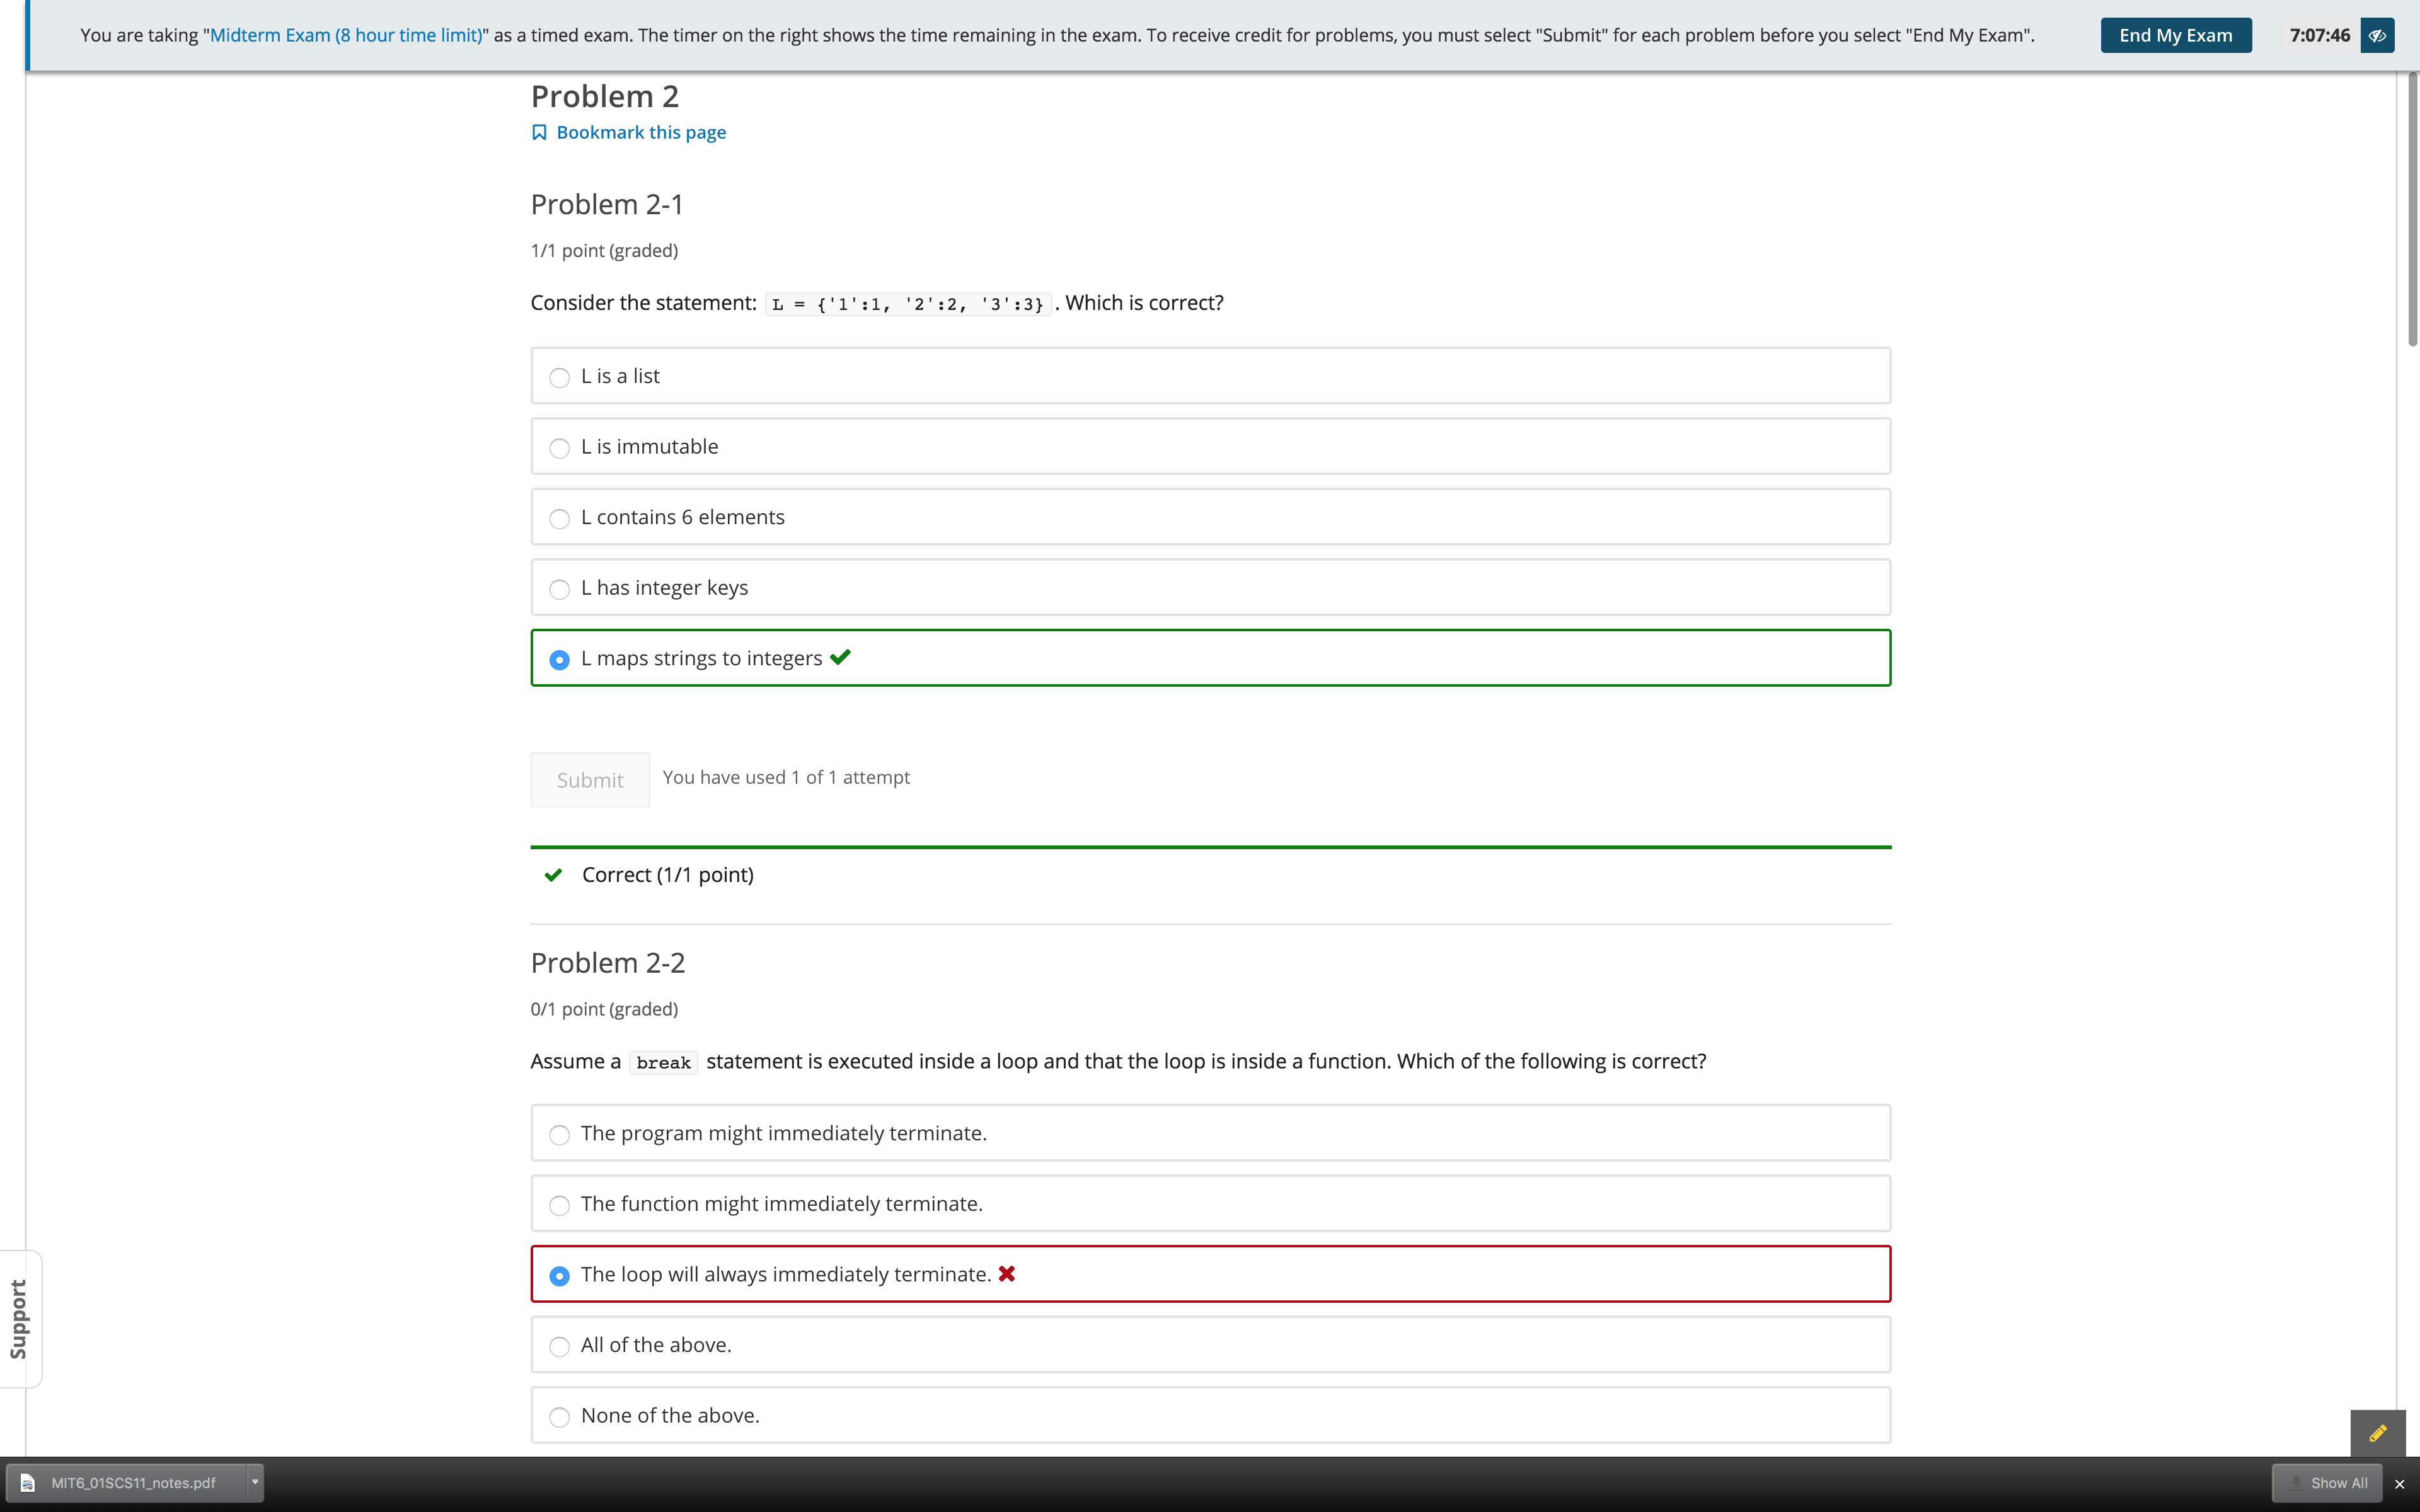 You are taking "Midterm Exam (8 hour time limit)" as a timed exam. The timer on the right shows the time remaining in the exam. To receive credit for problems, you must select "Submit" for each problem before you select "End My Exam".
End My Exam
7:07:46
Problem 2
Bookmark this page
Problem 2-1
1/1 point (graded)
Consider the statement: L = {'1':1, '2':2, '3':3} . Which is correct?
L is a list
L is immutable
L contains 6 elements
L has integer keys
L maps strings to integers
Submit
You have used 1 of 1 attempt
Correct (1/1 point)
Problem 2-2
0/1 point (graded)
Assume a break statement is executed inside a loop and that the loop is inside a function. Which of the following is correct?
The program might immediately terminate.
The function might immediately terminate.
The loop will always immediately terminate.
All of the above.
None of the above.
Support
MIT6_01SCS11_notes.pdf
Show All